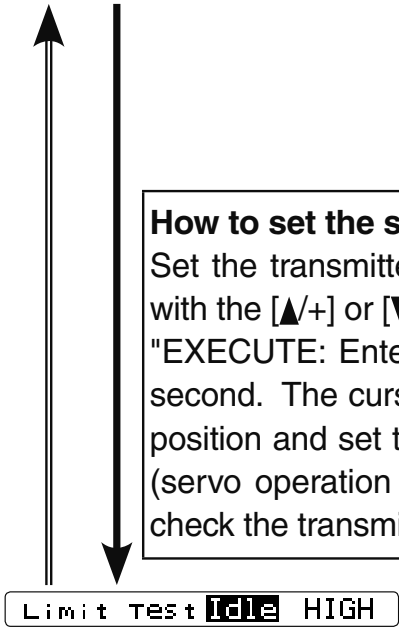 How to set the s
Set the transmitte
with the [▲/+] or [▼
"EXECUTE: Ente
second. The curs
position and set t
(servo operation
check the transmi
Limit Test Idle HIGH